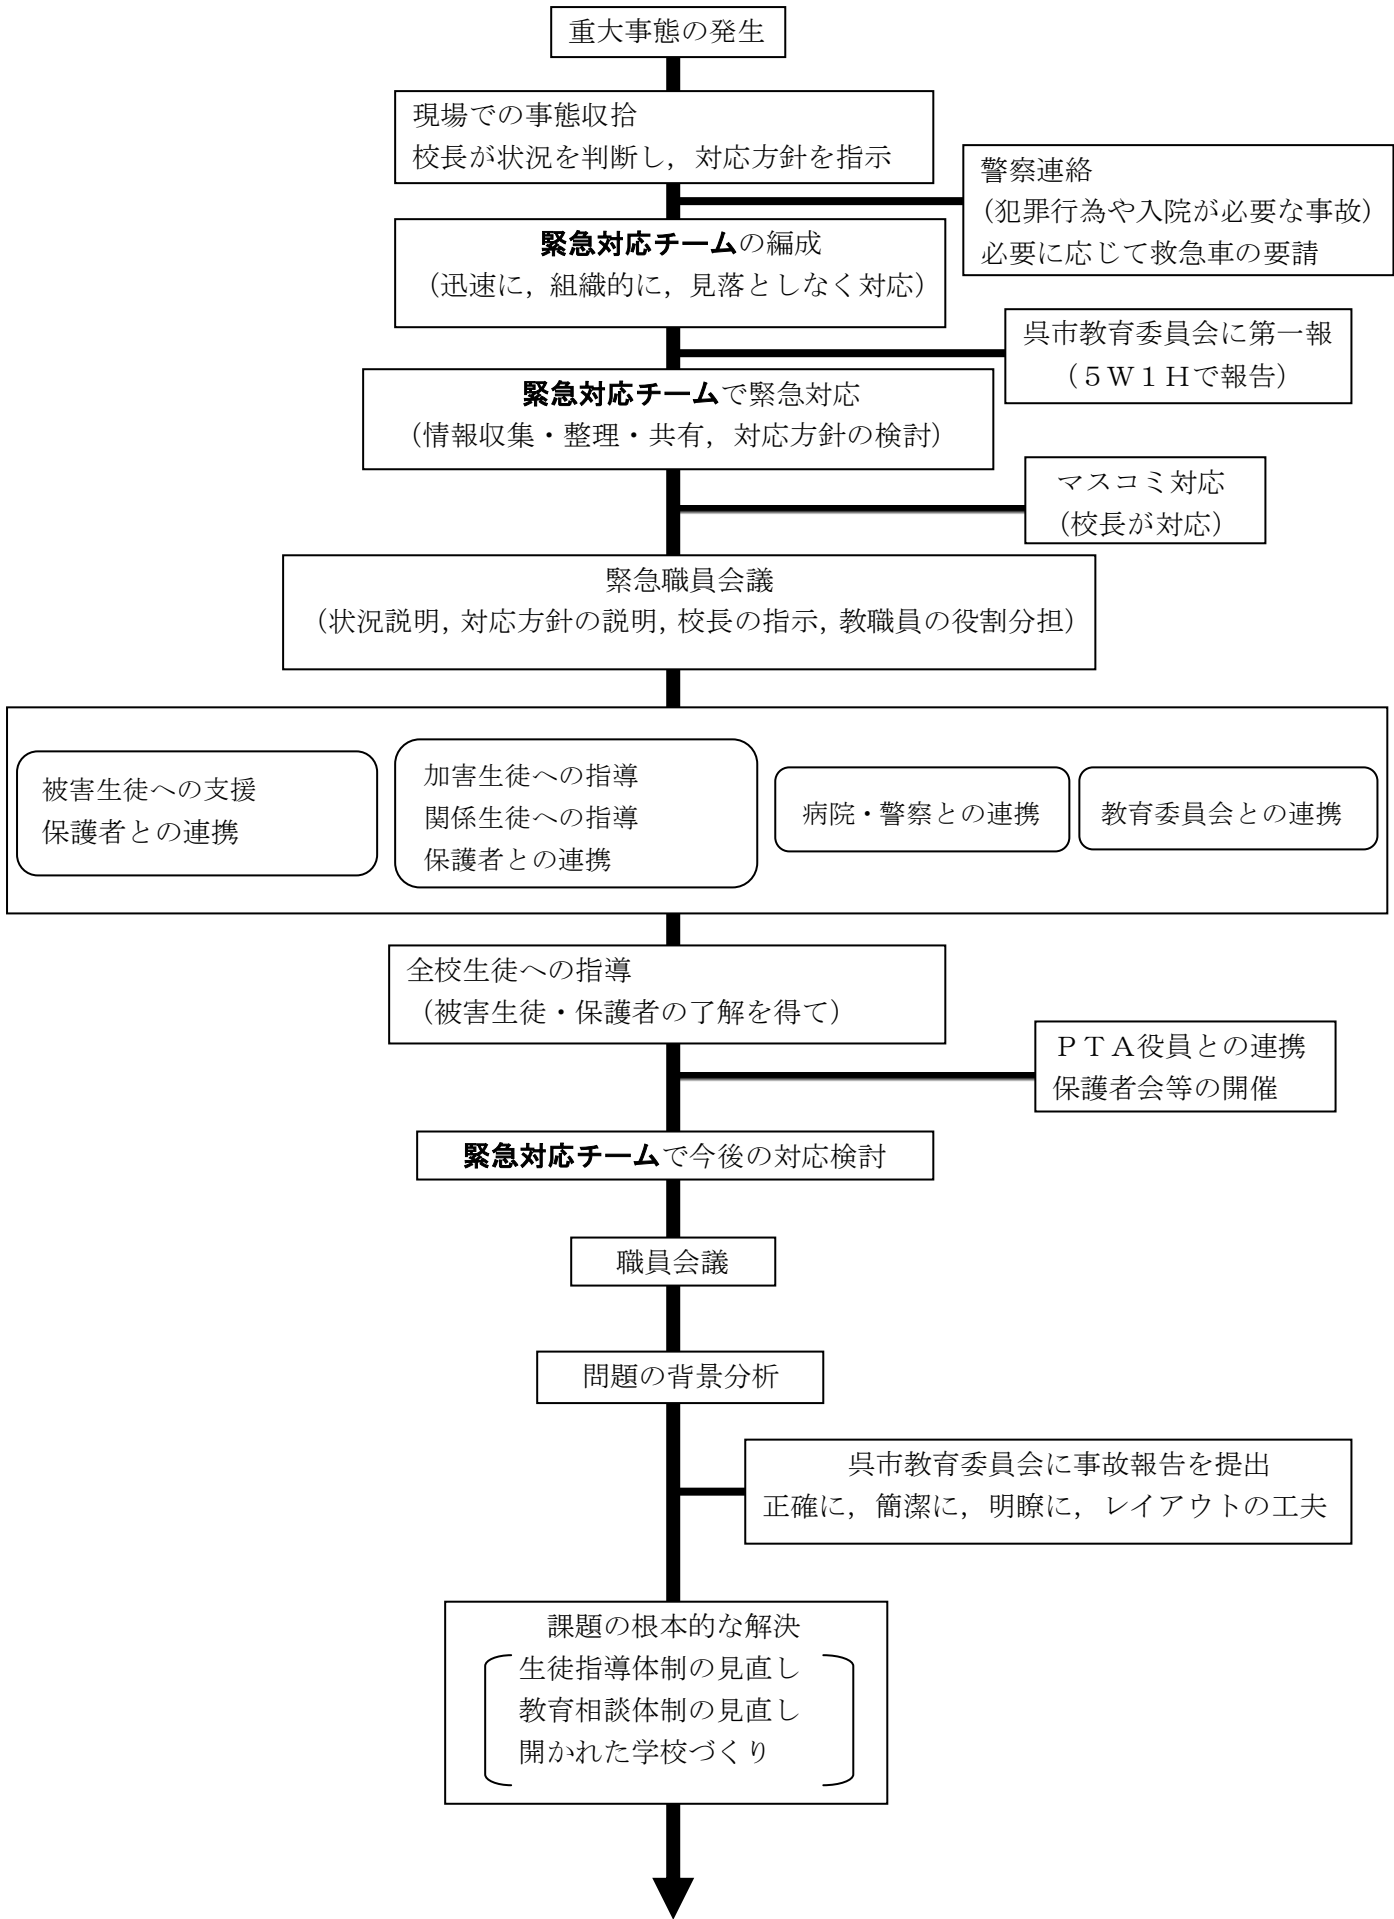 重大事態の発生
現場での事態収拾
校長が状況を判断し，対応方針を指示
警察連絡
（犯罪行為や入院が必要な事故）
必要に応じて救急車の要請
緊急対応チームの編成
（迅速に，組織的に，見落としなく対応）
呉市教育委員会に第一報
（５Ｗ１Ｈで報告）
緊急対応チームで緊急対応
（情報収集・整理・共有，対応方針の検討）
マスコミ対応
（校長が対応）
緊急職員会議
（状況説明，対応方針の説明，校長の指示，教職員の役割分担）
被害生徒への支援
保護者との連携
加害生徒への指導
関係生徒への指導
保護者との連携
病院・警察との連携
教育委員会との連携
全校生徒への指導
（被害生徒・保護者の了解を得て）
ＰＴＡ役員との連携
保護者会等の開催
緊急対応チームで今後の対応検討
職員会議
問題の背景分析
呉市教育委員会に事故報告を提出
正確に，簡潔に，明瞭に，レイアウトの工夫
課題の根本的な解決
生徒指導体制の見直し
教育相談体制の見直し
開かれた学校づくり